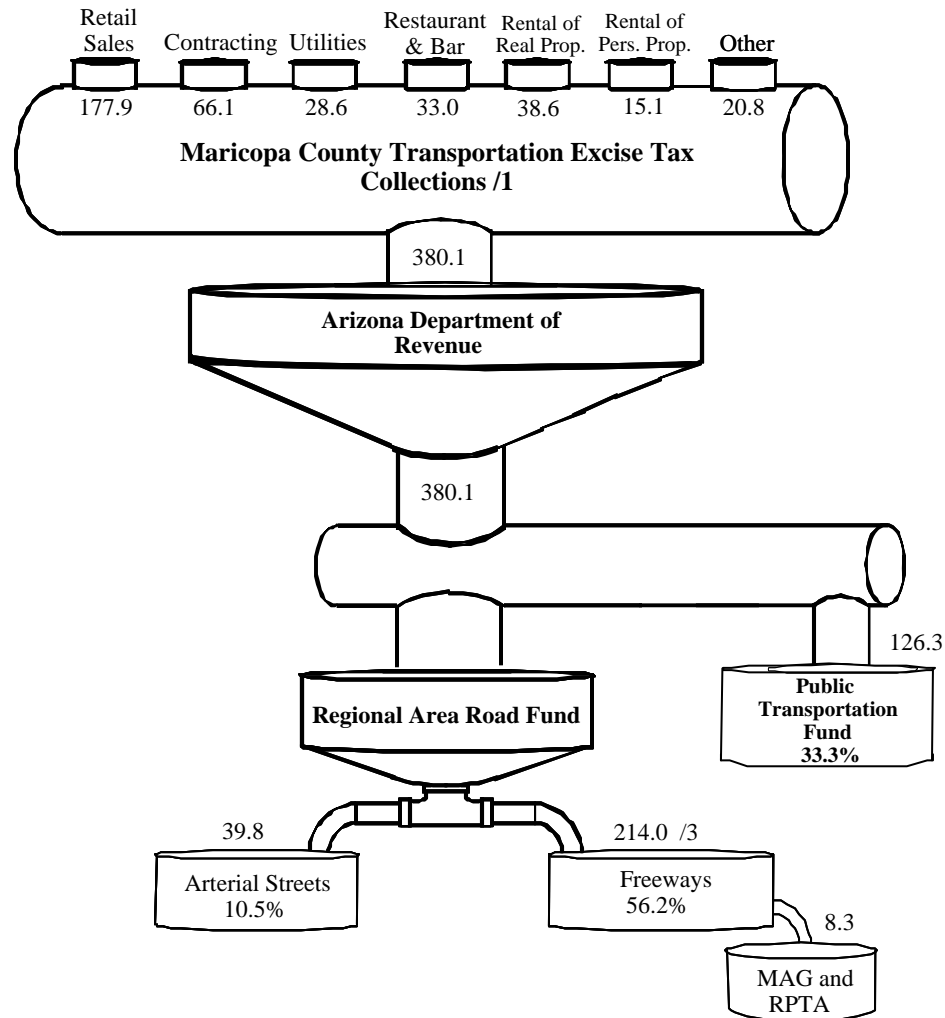 Retail
Sales
Contracting
Utilities
Restaurant
& Bar
Rental of
Real Prop.
Rental of
Pers. Prop.
Other
177.9 66.1 28.6 33.0 38.6 15.1 20.8
Maricopa County Transportation Excise Tax
Collections /1
380.1
Arizona Department of
Revenue
380.1
126.3
Public
Transportation
Fund
33.3%
Regional Area Road Fund
39.8
Arterial Streets
10.5%
214.0 /3
Freeways
56.2%
8.3
MAG and
RPTA